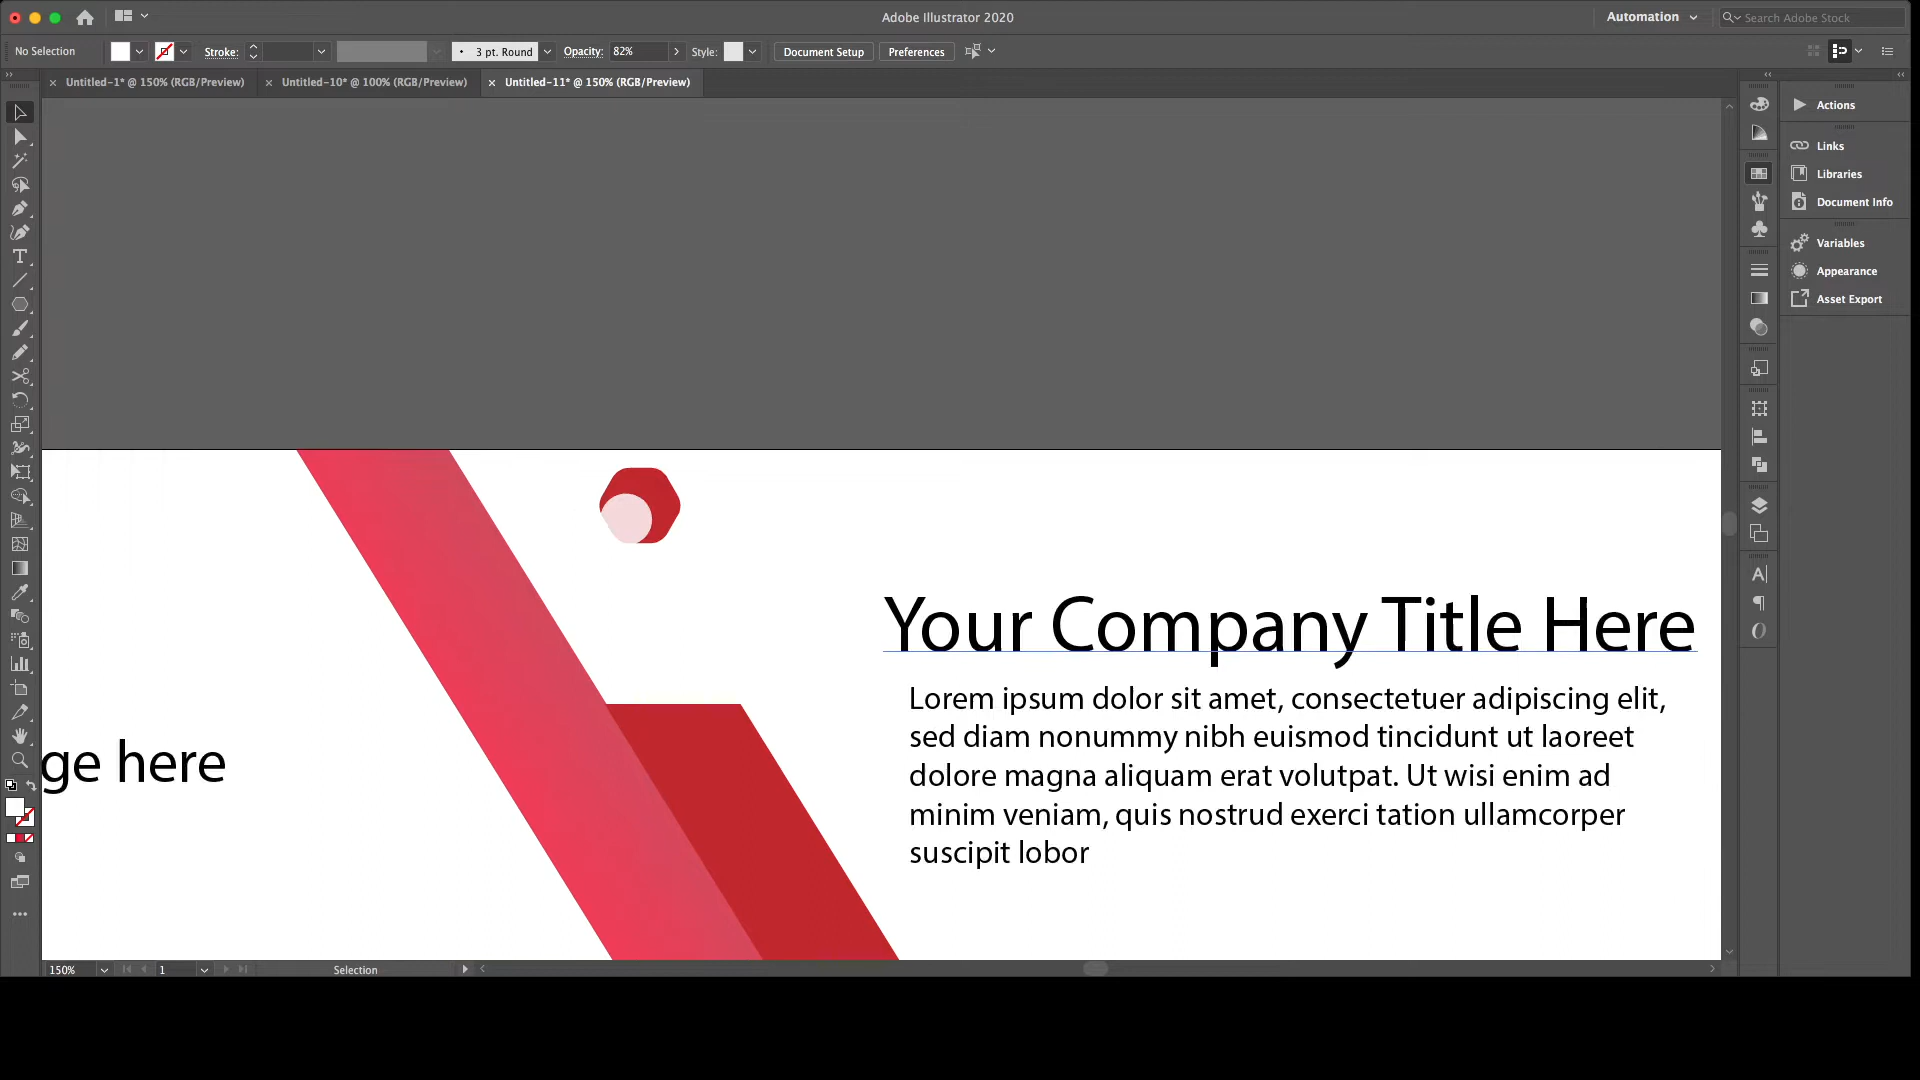 Adobe Illustrator 2020
Automation
Search Adobe Stock
No Selection
Stroke:
3 pt. Round
Opacity:
82%
Style:
Document Setup
Preferences
Untitled-1* @ 150% (RGB/Preview)
Untitled-10* @ 100% (RGB/Preview)
Untitled-11* @ 150% (RGB/Preview)
Actions
Links
Libraries
Document Info
Variables
Appearance
Asset Export
Your Company Title Here
Lorem ipsum dolor sit amet, consectetuer adipiscing elit,
sed diam nonummy nibh euismod tincidunt ut laoreet
dolore magna aliquam erat volutpat. Ut wisi enim ad
minim veniam, quis nostrud exerci tation ullamcorper
suscipit lobor
ge here
150%
1
Selection